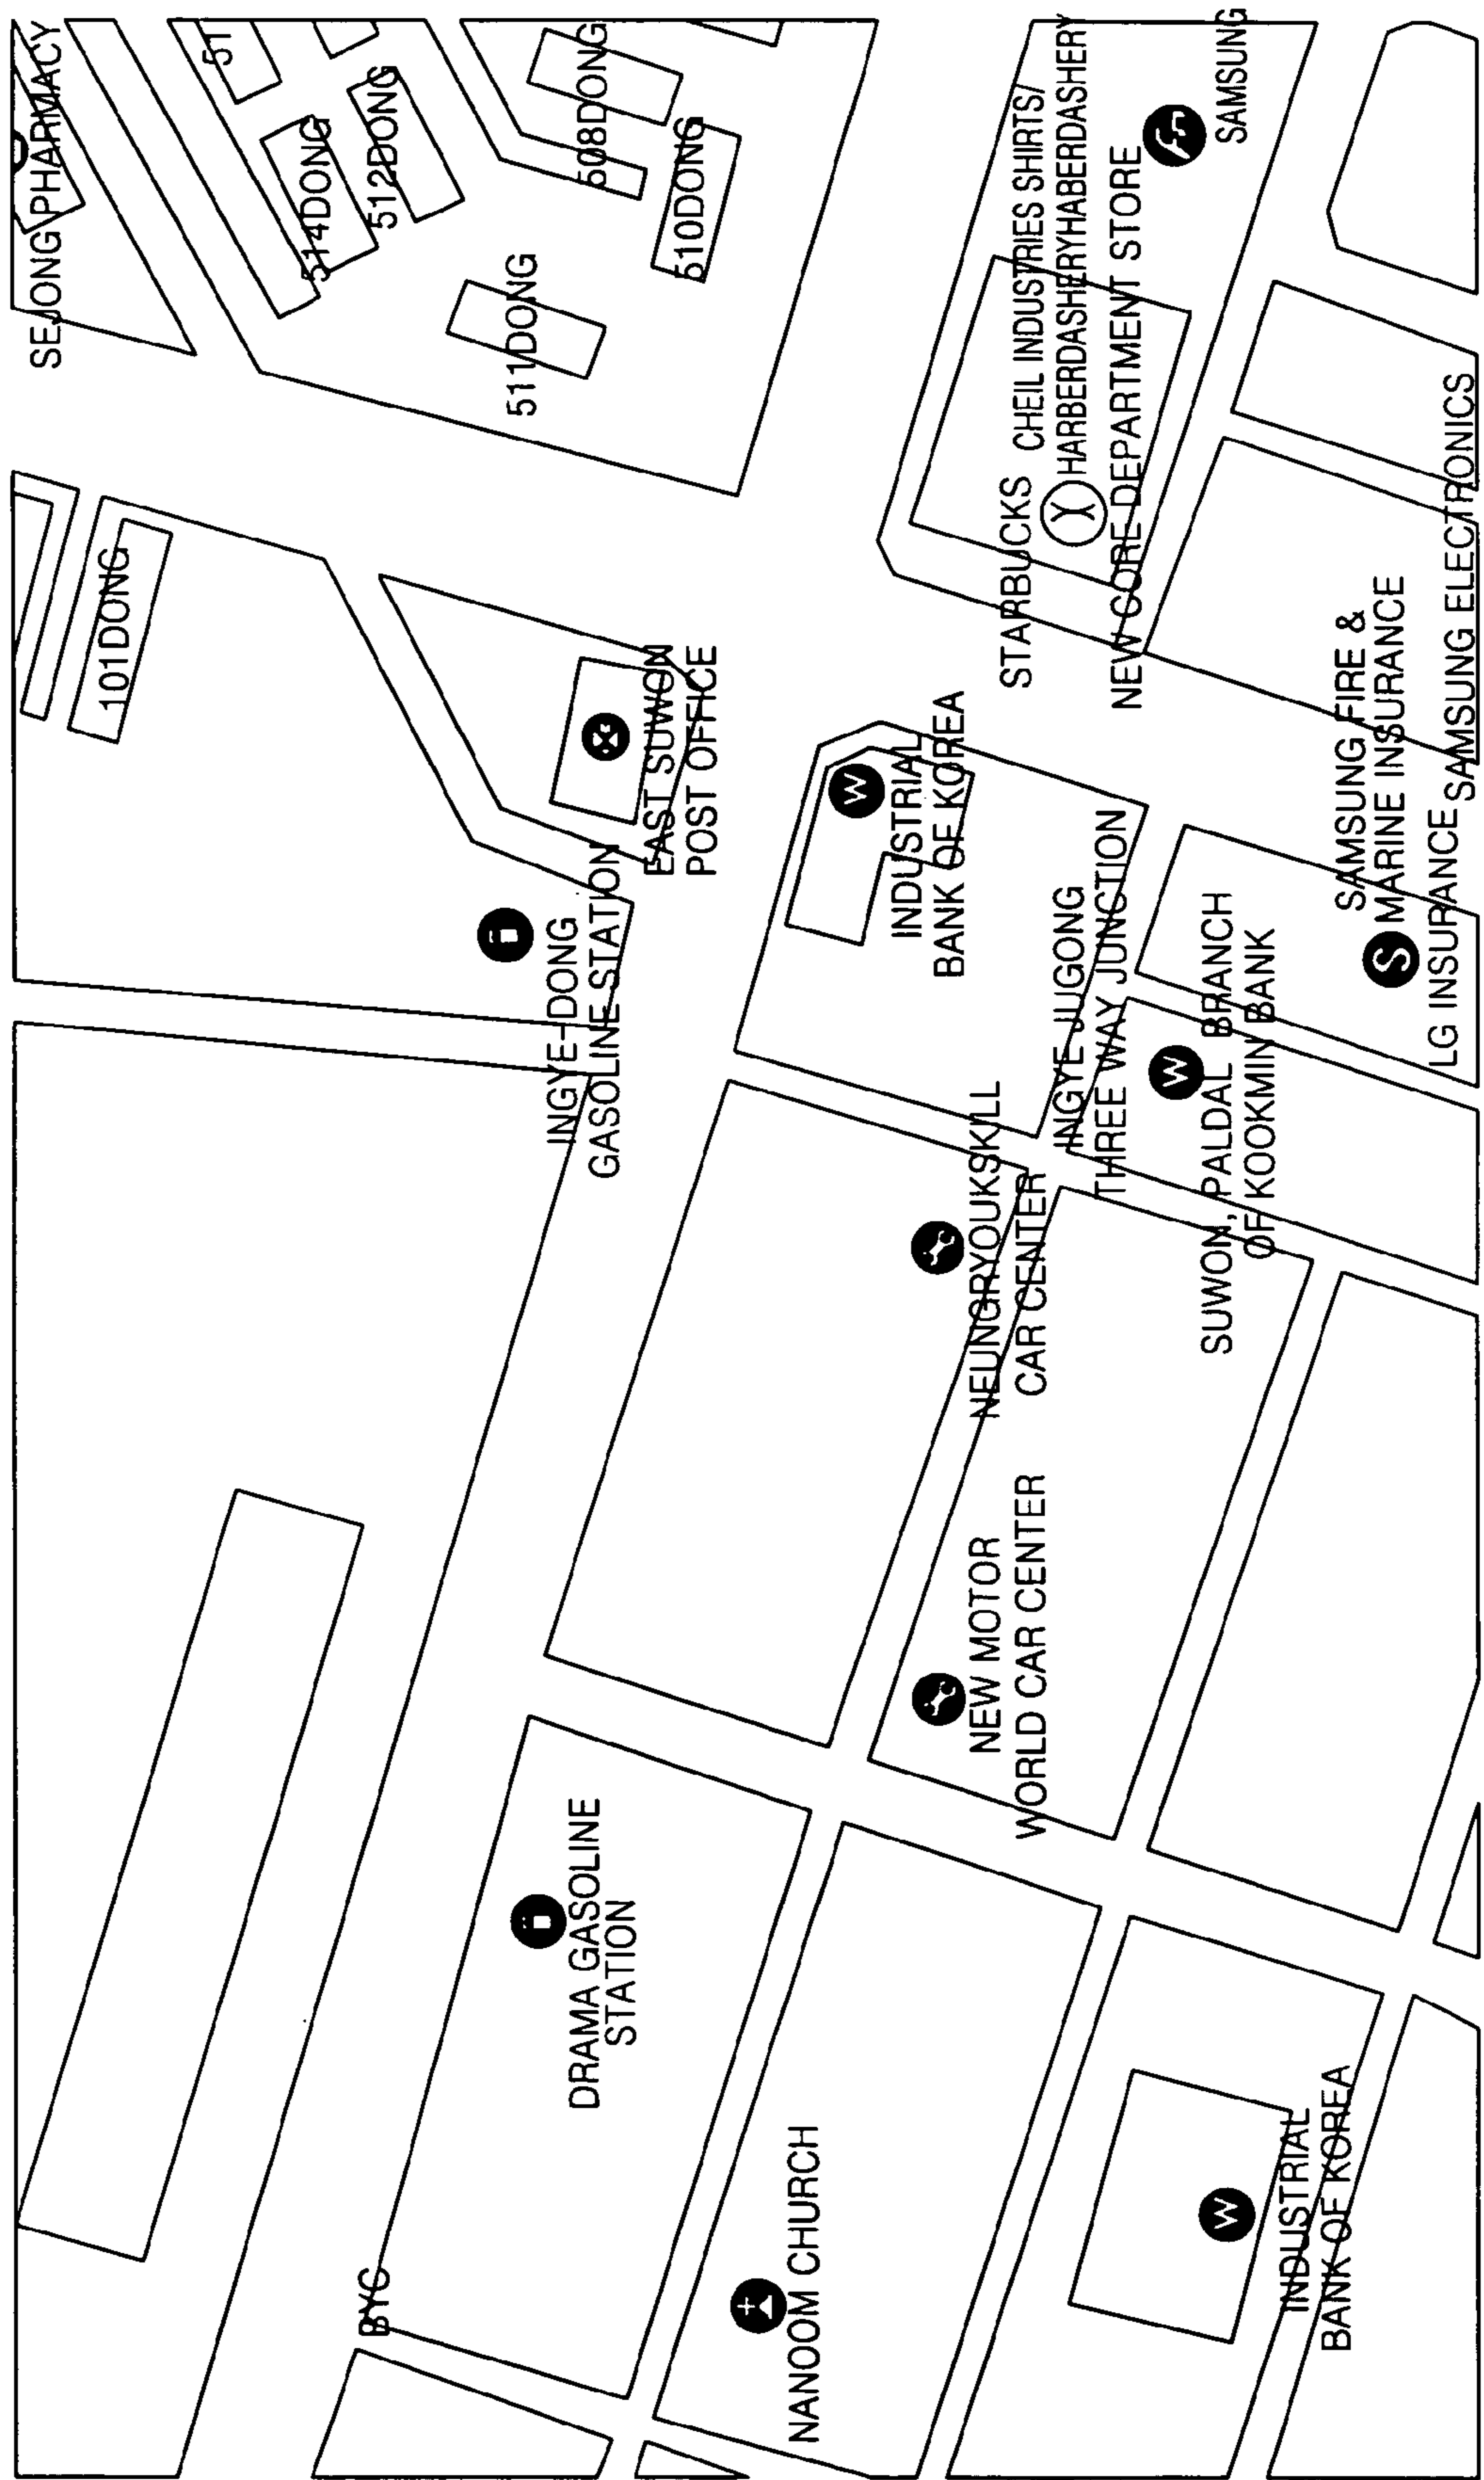 SEJONG PHARMACY
51
514DONG
512DONG
508DONG
510DONG
511DONG
101DONG
EAST SUWON
POST OFFICE
INGYE-DONG
GASOLINE STATION
W
INDUSTRIAL
BANK OF KOREA
STARBUCKS
CHEIL INDUSTRIES SHIRTS/
HARBERDASHERYHABERDASHERY
NEW CORE DEPARTMENT STORE
SAMSUNG
INGYE JUGONG
THREE WAY JUNCTION
W
SUWON, PALDAL BRANCH
OF KOOKMIN BANK
SAMSUNG FIRE &
MARINE INSURANCE
S
LG INSURANCE
SAMSUNG ELECTRONICS
NEUNGRYOUKSKILL
CAR CENTER
NEW MOTOR
WORLD CAR CENTER
DRAMA GASOLINE
STATION
BYC
NANOOM CHURCH
W
INDUSTRIAL
BANK OF KOREA